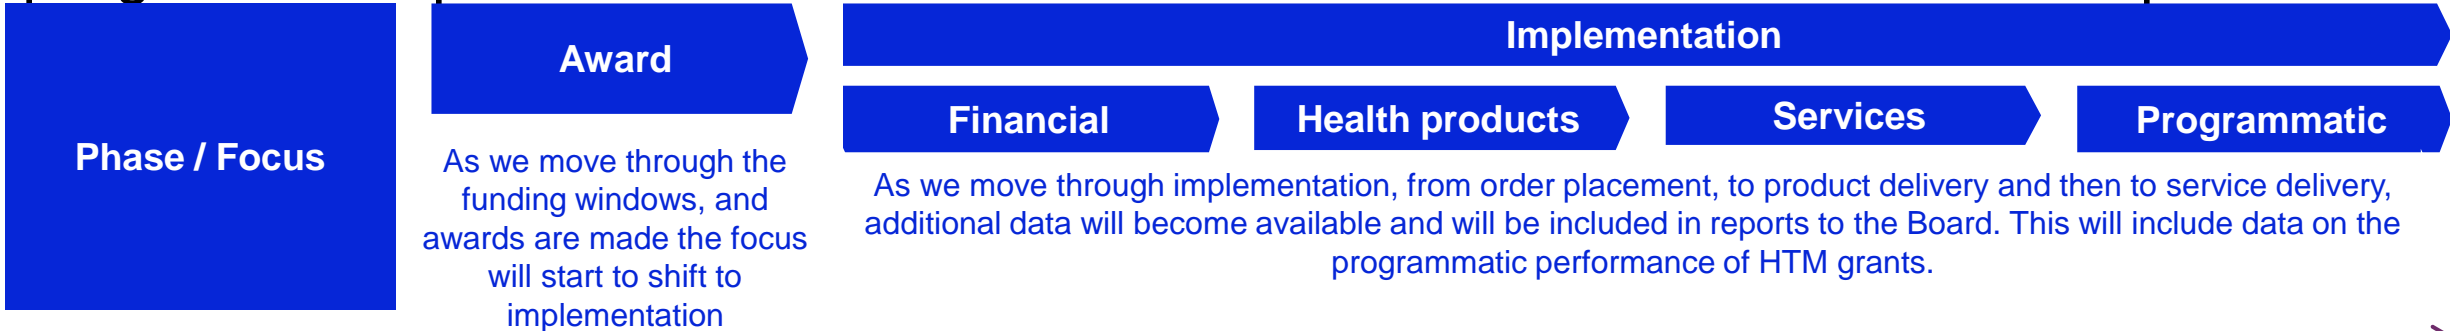 Phase / Focus
Award
As we move through the
funding windows, and
awards are made the focus
will start to shift to
implementation
Implementation
Financial
Health products
Services
Programmatic
As we move through implementation, from order placement, to product delivery and then to service delivery,
additional data will become available and will be included in reports to the Board. This will include data on the
programmatic performance of HTM grants.